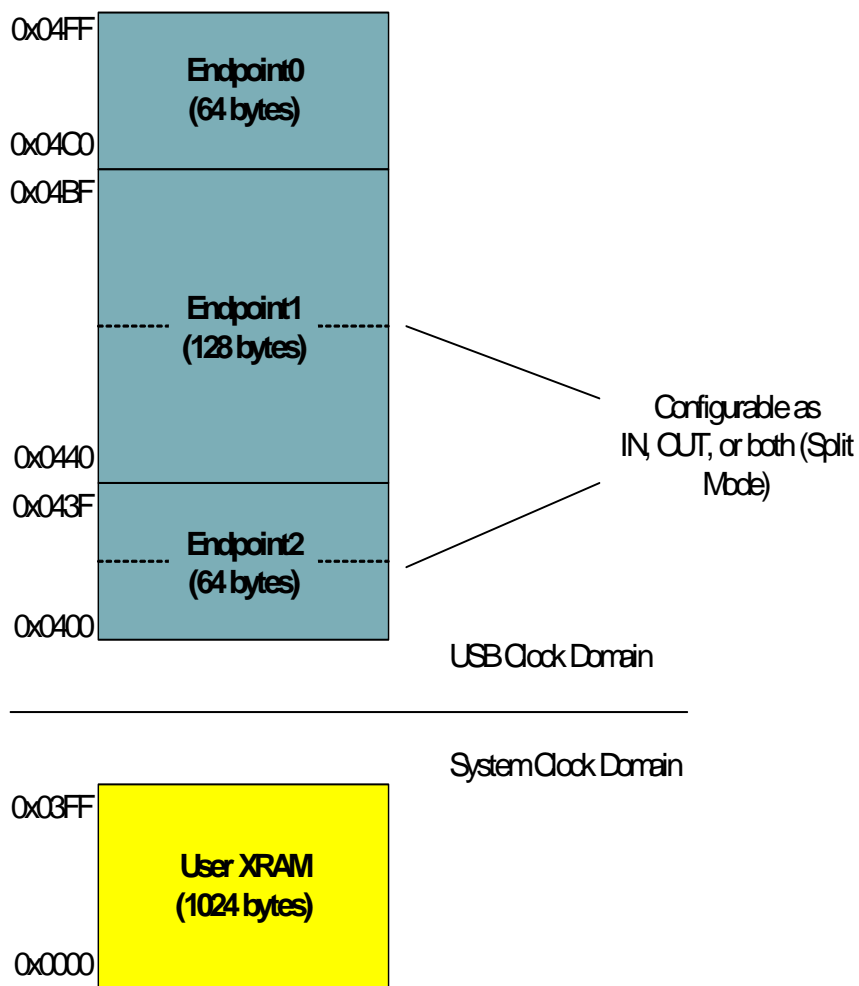 0x04FF
Endpoint0
(64 bytes)
0x04C0
0x04BF
Endpoint1
(128 bytes)
Configurable as
IN, OUT, or both (Split
Mode)
0x0440
0x043F
Endpoint2
(64 bytes)
0x0400
USB Clock Domain
System Clock Domain
0x03FF
User XRAM
(1024 bytes)
0x0000